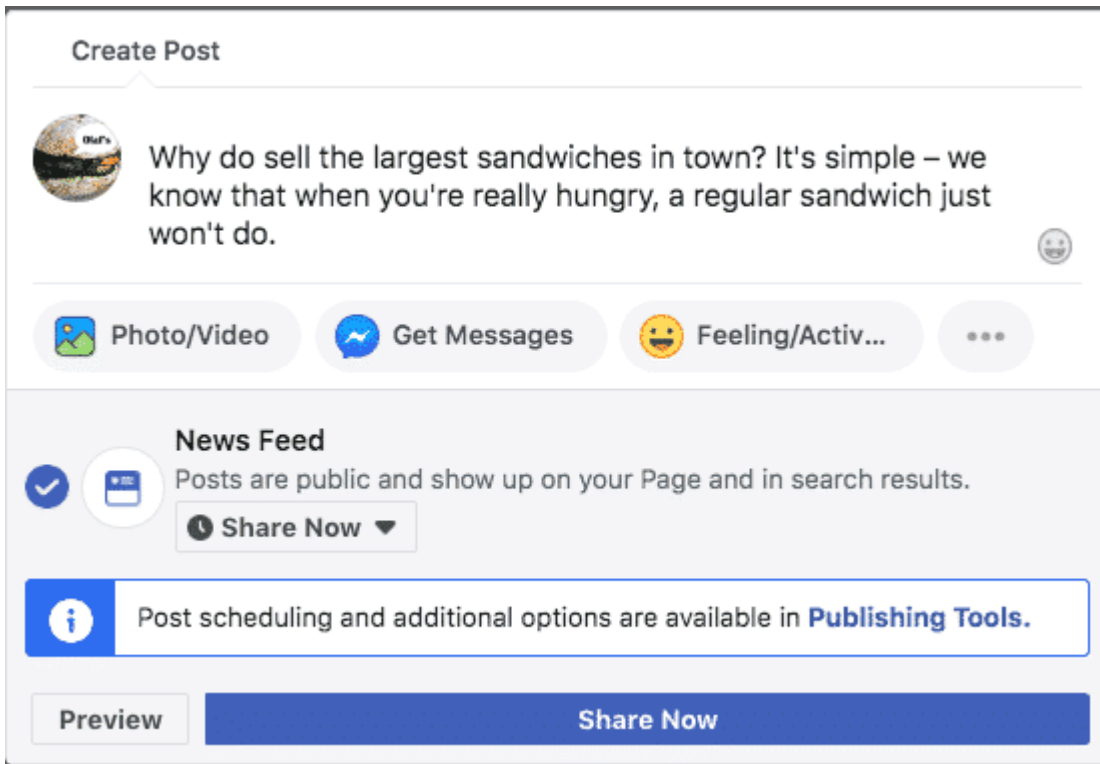 Create Post
Olaf's
Why do sell the largest sandwiches in town? It's simple – we
know that when you're really hungry, a regular sandwich just
won't do.
Photo/Video
Get Messages
Feeling/Activ...
News Feed
Posts are public and show up on your Page and in search results.
Share Now
Post scheduling and additional options are available in Publishing Tools.
Preview
Share Now